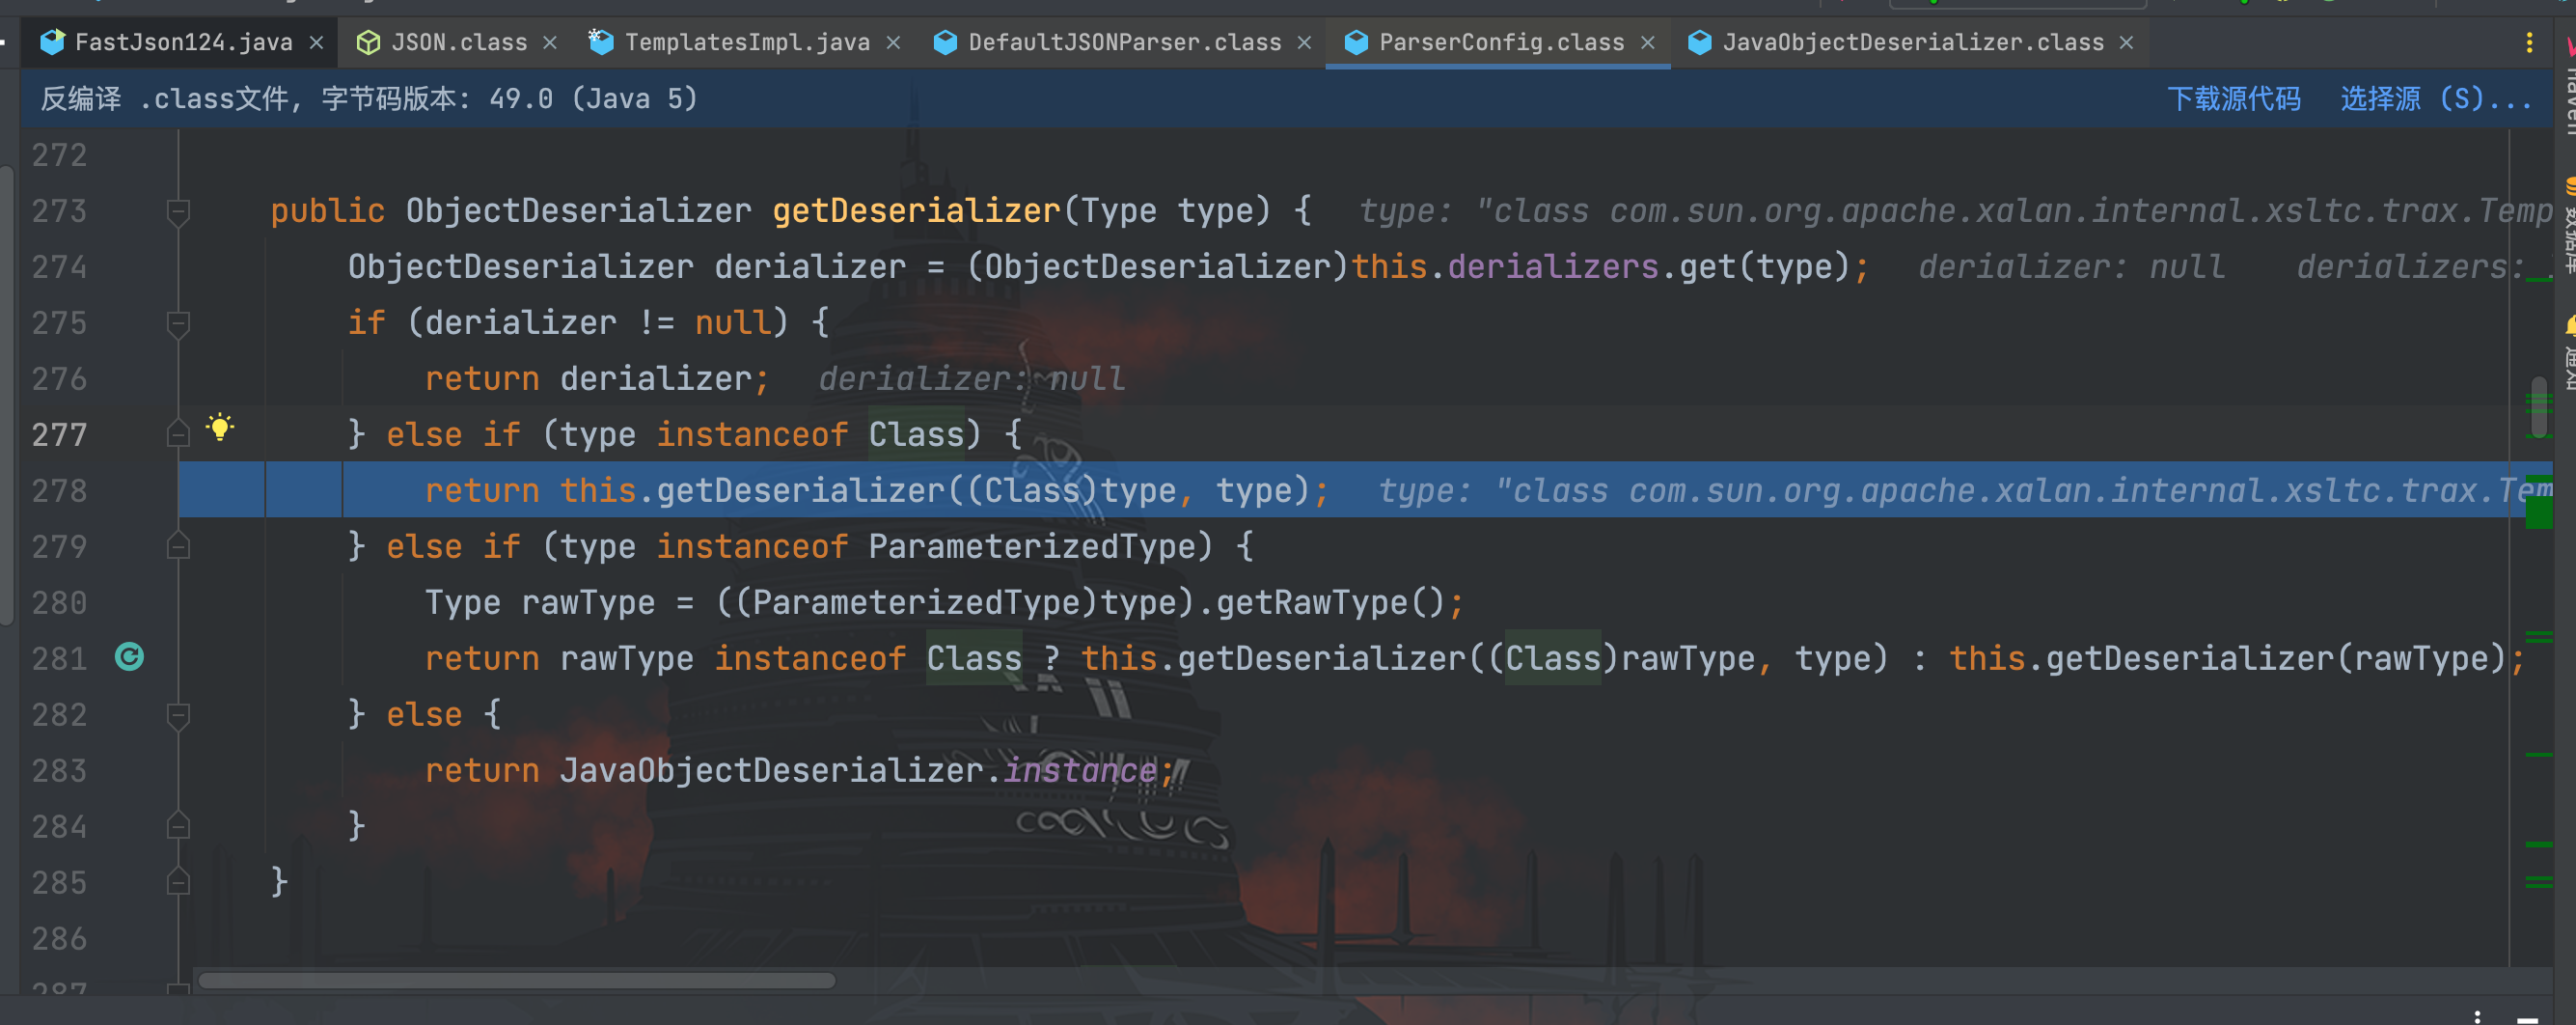 FastJson124.java JSON.class TemplatesImpl.java DefaultJSONParser.class ParserConfig.class JavaObjectDeserializer.class
反编译 .class文件, 字节码版本: 49.0 (Java 5) 下载源代码 选择源 (S)...
272
273 public ObjectDeserializer getDeserializer(Type type) { type: "class com.sun.org.apache.xalan.internal.xsltc.trax.Temp
274 ObjectDeserializer derializer = (ObjectDeserializer)this.derializers.get(type); derializer: null derializers:
275 if (derializer != null) {
276 return derializer; derializer: null
277 } else if (type instanceof Class) {
278 return this.getDeserializer((Class)type, type); type: "class com.sun.org.apache.xalan.internal.xsltc.trax.Tem
279 } else if (type instanceof ParameterizedType) {
280 Type rawType = ((ParameterizedType)type).getRawType();
281 return rawType instanceof Class ? this.getDeserializer((Class)rawType, type) : this.getDeserializer(rawType);
282 } else {
283 return JavaObjectDeserializer.instance;
284 }
285 }
286
287
maven
数据库
通知